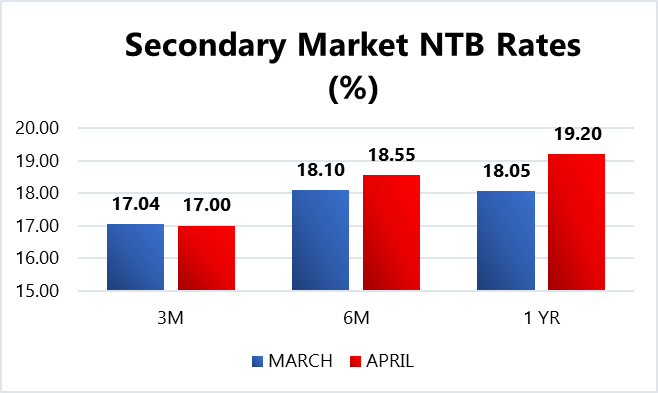 Secondary Market NTB Rates
(%)
20.00
19.00
18.00
17.00
16.00
15.00
17.04
17.00
18.10
18.55
18.05
19.20
3M
6M
1 YR
MARCH
APRIL